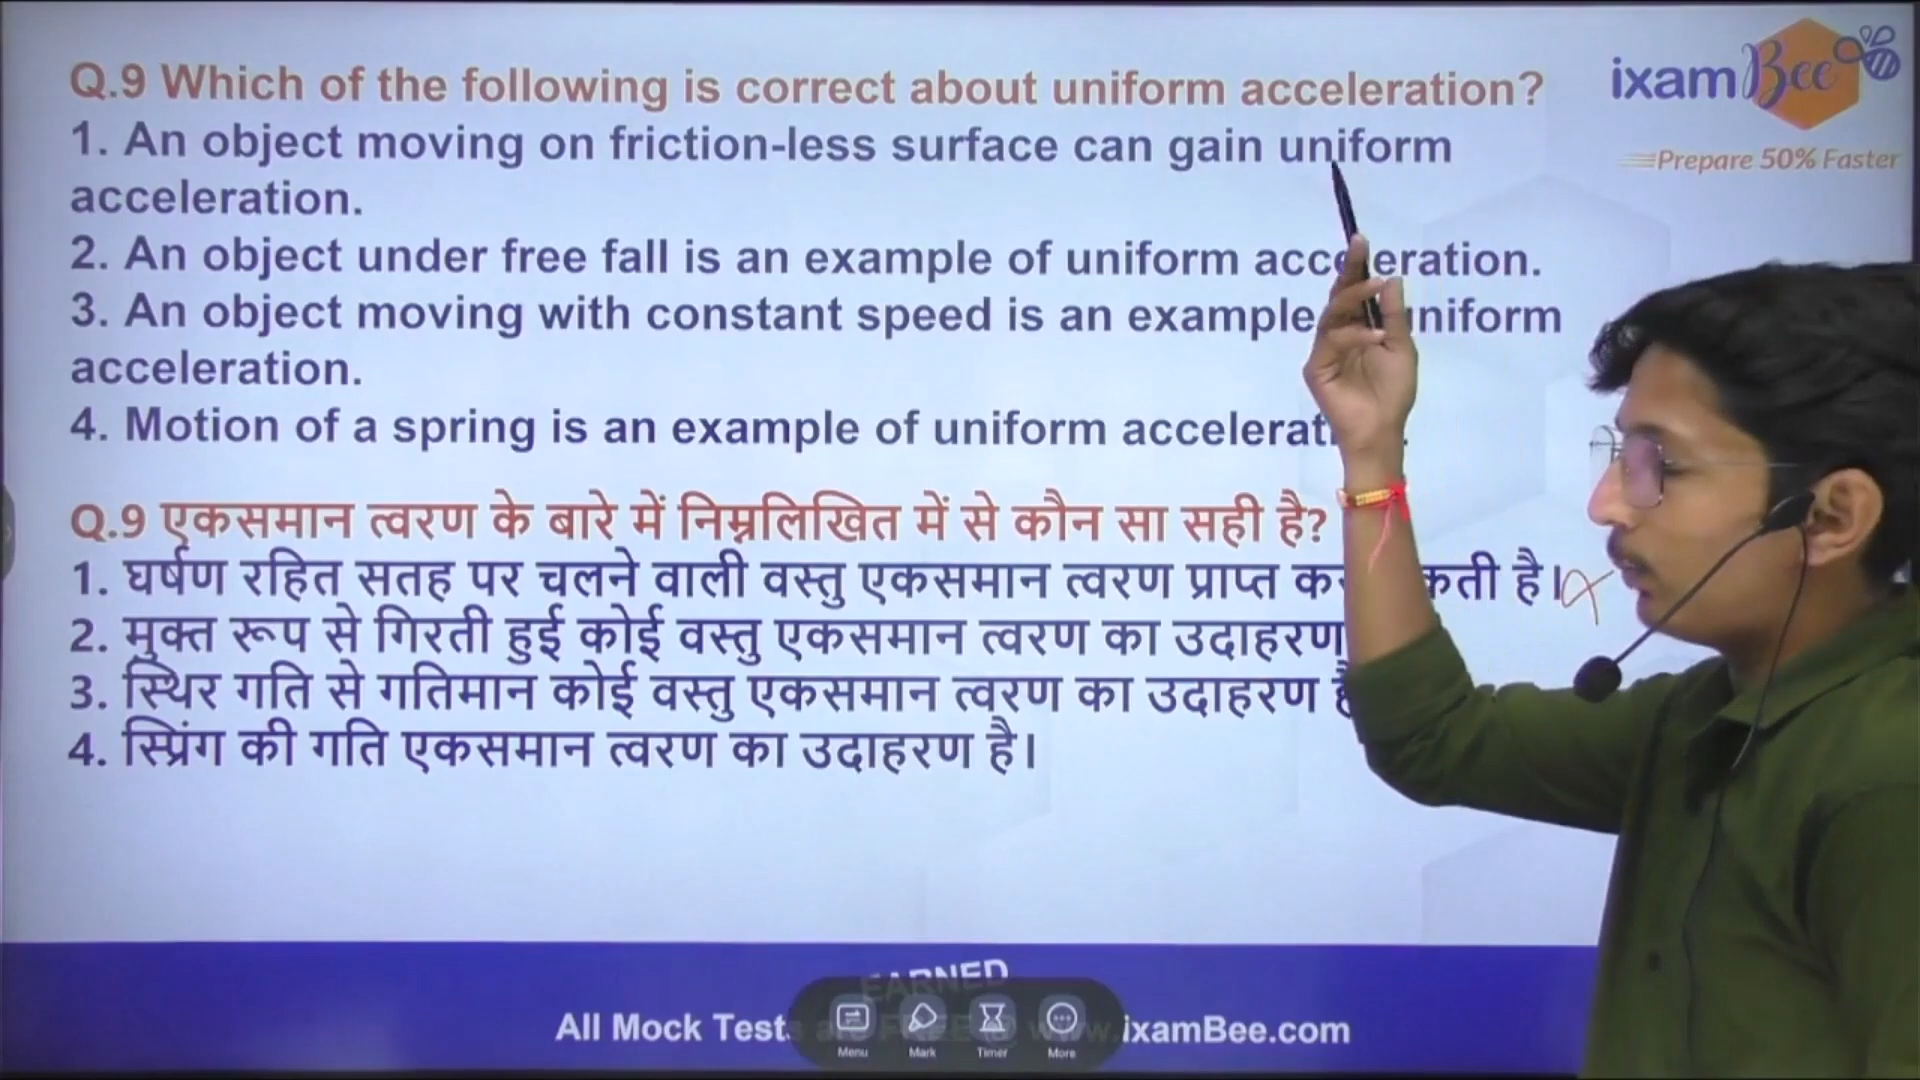 Q.9 Which of the following is correct about uniform acceleration?
ixamBee
Prepare 50% Faster
1. An object moving on friction-less surface can gain uniform
acceleration.
2. An object under free fall is an example of uniform acceleration.
3. An object moving with constant speed is an example uniform
acceleration.
4. Motion of a spring is an example of uniform
Q.9 एकसमान त्वरण के बारे में निम्नलिखित में से कौन सा सही है?
1. घर्षण रहित सतह पर चलने वाली वस्तु एकसमान त्वरण प्राप्त है।
2. मुक्त रूप से गिरती हुई कोई वस्तु एकसमान त्वरण का उदाहरण
3. स्थिर गति से गतिमान कोई वस्तु एकसमान त्वरण का उदाहरण
4. स्प्रिंग की गति एकसमान त्वरण का उदाहरण है।
All Mock Tests ixamBee.com
Menu Mark Timer More